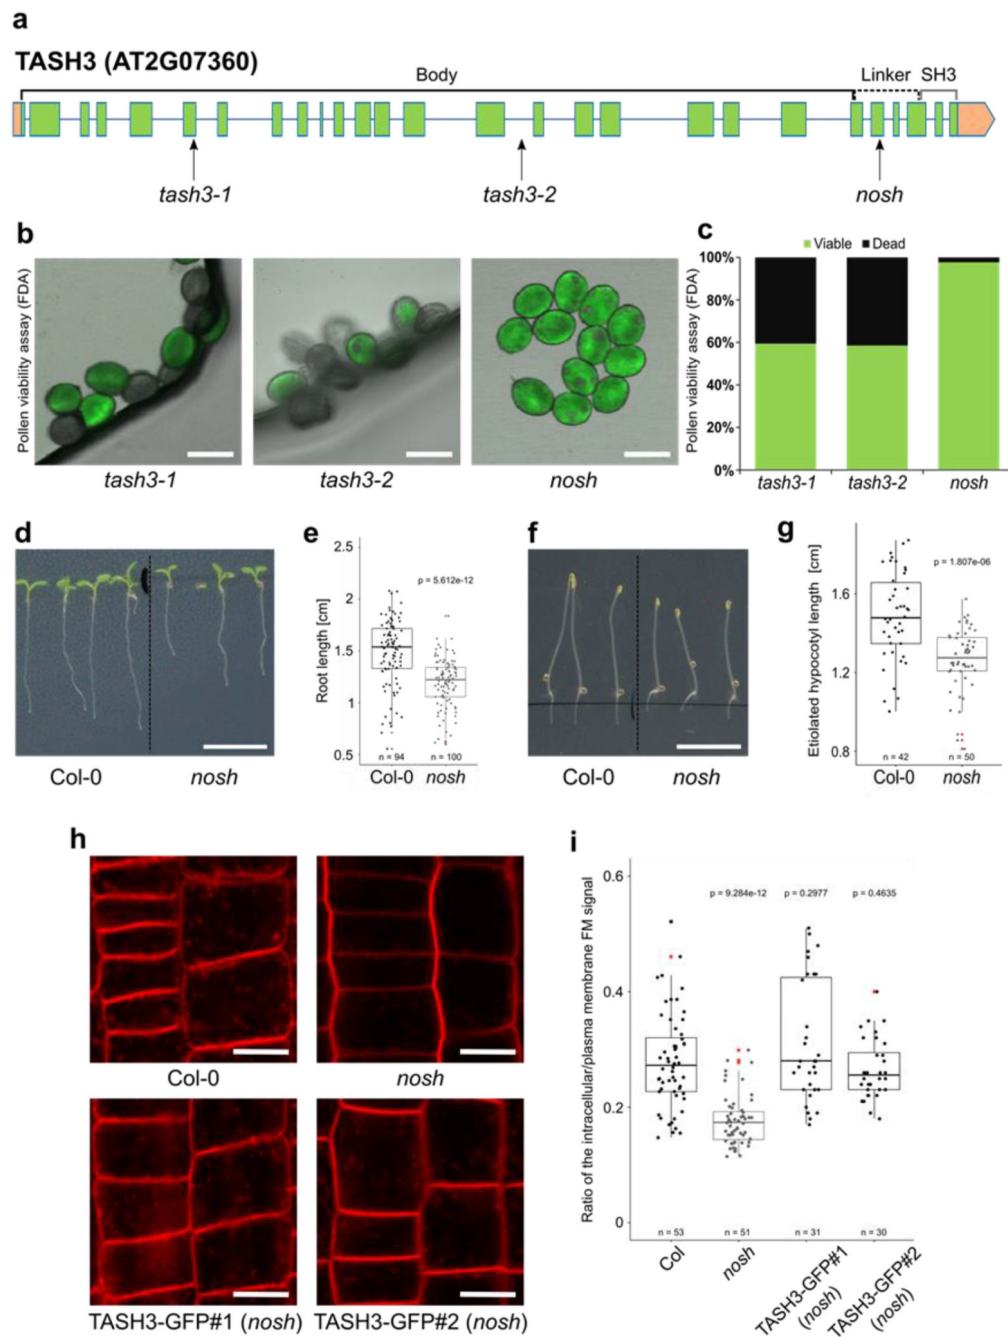 a
TASH3 (AT2G07360)
Body
Linker
SH3
tash3-1
tash3-2
nosh
b
Pollen viability assay (FDA)
tash3-1
tash3-2
nosh
c
Viable
Dead
Pollen viability assay (FDA)
100%
80%
60%
40%
20%
0%
tash3-1
tash3-2
nosh
d
Col-0
nosh
e
Root length [cm]
2.5
2
1.5
1
0.5
p = 5.612e-12
n = 94
n = 100
Col-0
nosh
f
Col-0
nosh
g
Etiolated hypocotyl length [cm]
1.6
1.2
0.8
p = 1.807e-06
n = 42
n = 50
Col-0
nosh
h
Col-0
nosh
TASH3-GFP#1 (nosh)
TASH3-GFP#2 (nosh)
i
Ratio of the intracellular/plasma membrane FM signal
0.6
0.4
0.2
0
p = 9.284e-12
p = 0.2977
p = 0.4635
n = 53
n = 51
n = 31
n = 30
Col
nosh
TASH3-GFP#1
(nosh)
TASH3-GFP#2
(nosh)